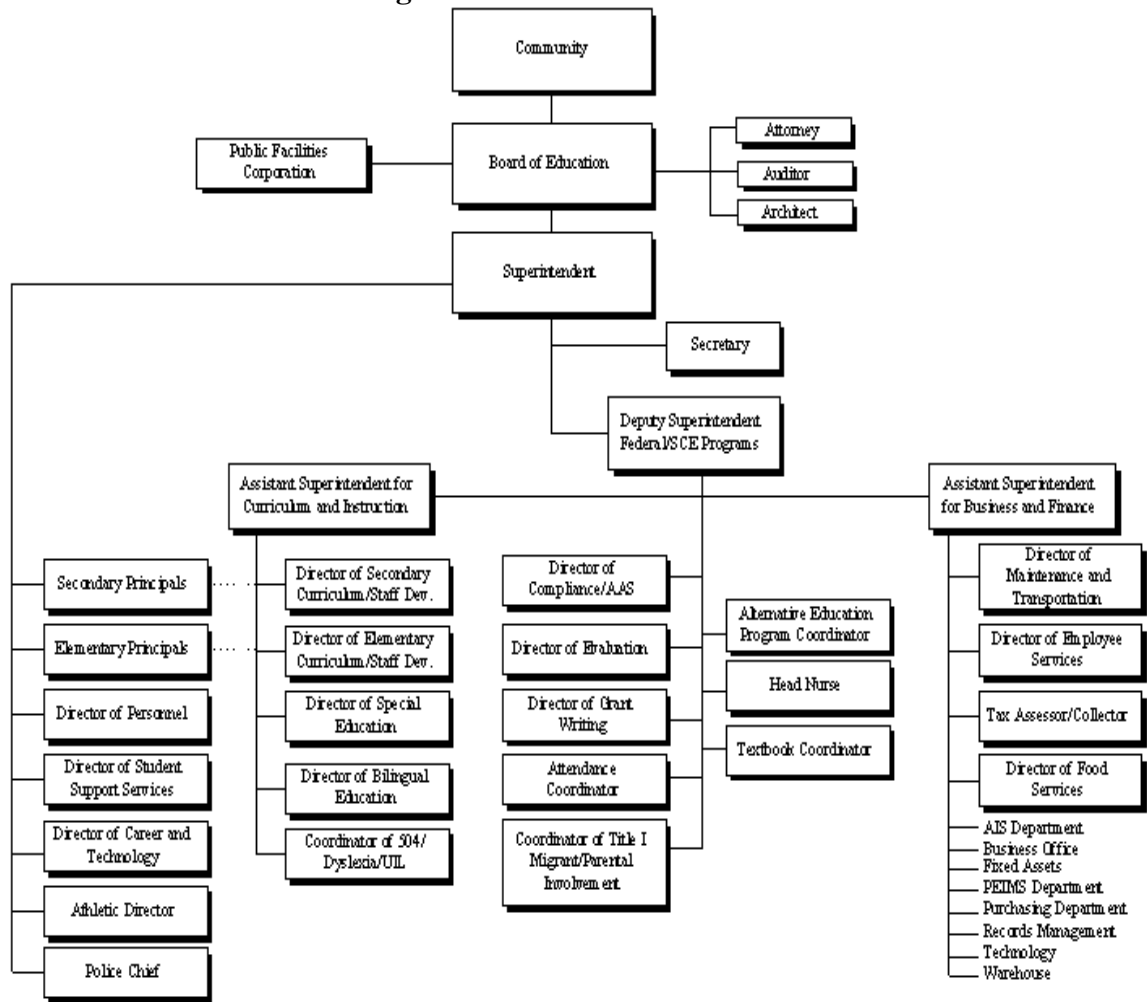 Community
Public Facilities
Corporation
Board of Education
Attorney
Auditor
Architect
Superintendent
Secretary
Deputy Superintendent
Federal/SCE Programs
Assistant Superintendent for
Curriculum and Instruction
Assistant Superintendent
for Business and Finance
Secondary Principals
Elementary Principals
Director of Personnel
Director of Student
Support Services
Director of Career and
Technology
Athletic Director
Police Chief
Director of Secondary
Curriculum/Staff Dev.
Director of Elementary
Curriculum/Staff Dev.
Director of Special
Education
Director of Bilingual
Education
Coordinator of 504/
Dyslexia/UIL
Director of
Compliance/AAS
Director of Evaluation
Director of Grant
Writing
Attendance
Coordinator
Coordinator of Title I
Migrant/Parental
Involvement
Alternative Education
Program Coordinator
Head Nurse
Textbook Coordinator
Director of
Maintenance and
Transportation
Director of Employee
Services
Tax Assessor/Collector
Director of Food
Services
AIS Department
Business Office
Fixed Assets
PEIMS Department
Purchasing Department
Records Management
Technology
Warehouse